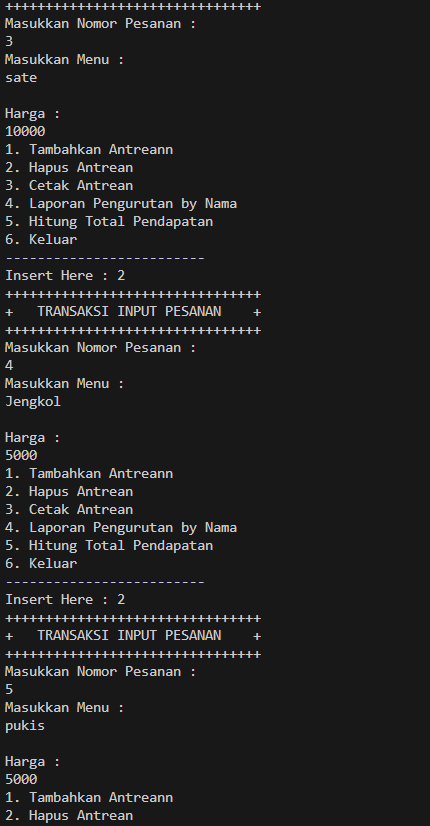 ++++++++++++++++++++++++++++++++
Masukkan Nomor Pesanan :
3
Masukkan Menu :
sate
Harga :
10000
1. Tambahkan Antreann
2. Hapus Antrean
3. Cetak Antrean
4. Laporan Pengurutan by Nama
5. Hitung Total Pendapatan
6. Keluar
-------------------------
Insert Here : 2
++++++++++++++++++++++++++++++++
+   TRANSAKSI INPUT PESANAN    +
++++++++++++++++++++++++++++++++
Masukkan Nomor Pesanan :
4
Masukkan Menu :
Jengkol
Harga :
5000
1. Tambahkan Antreann
2. Hapus Antrean
3. Cetak Antrean
4. Laporan Pengurutan by Nama
5. Hitung Total Pendapatan
6. Keluar
-------------------------
Insert Here : 2
++++++++++++++++++++++++++++++++
+   TRANSAKSI INPUT PESANAN    +
++++++++++++++++++++++++++++++++
Masukkan Nomor Pesanan :
5
Masukkan Menu :
pukis
Harga :
5000
1. Tambahkan Antreann
2. Hapus Antrean